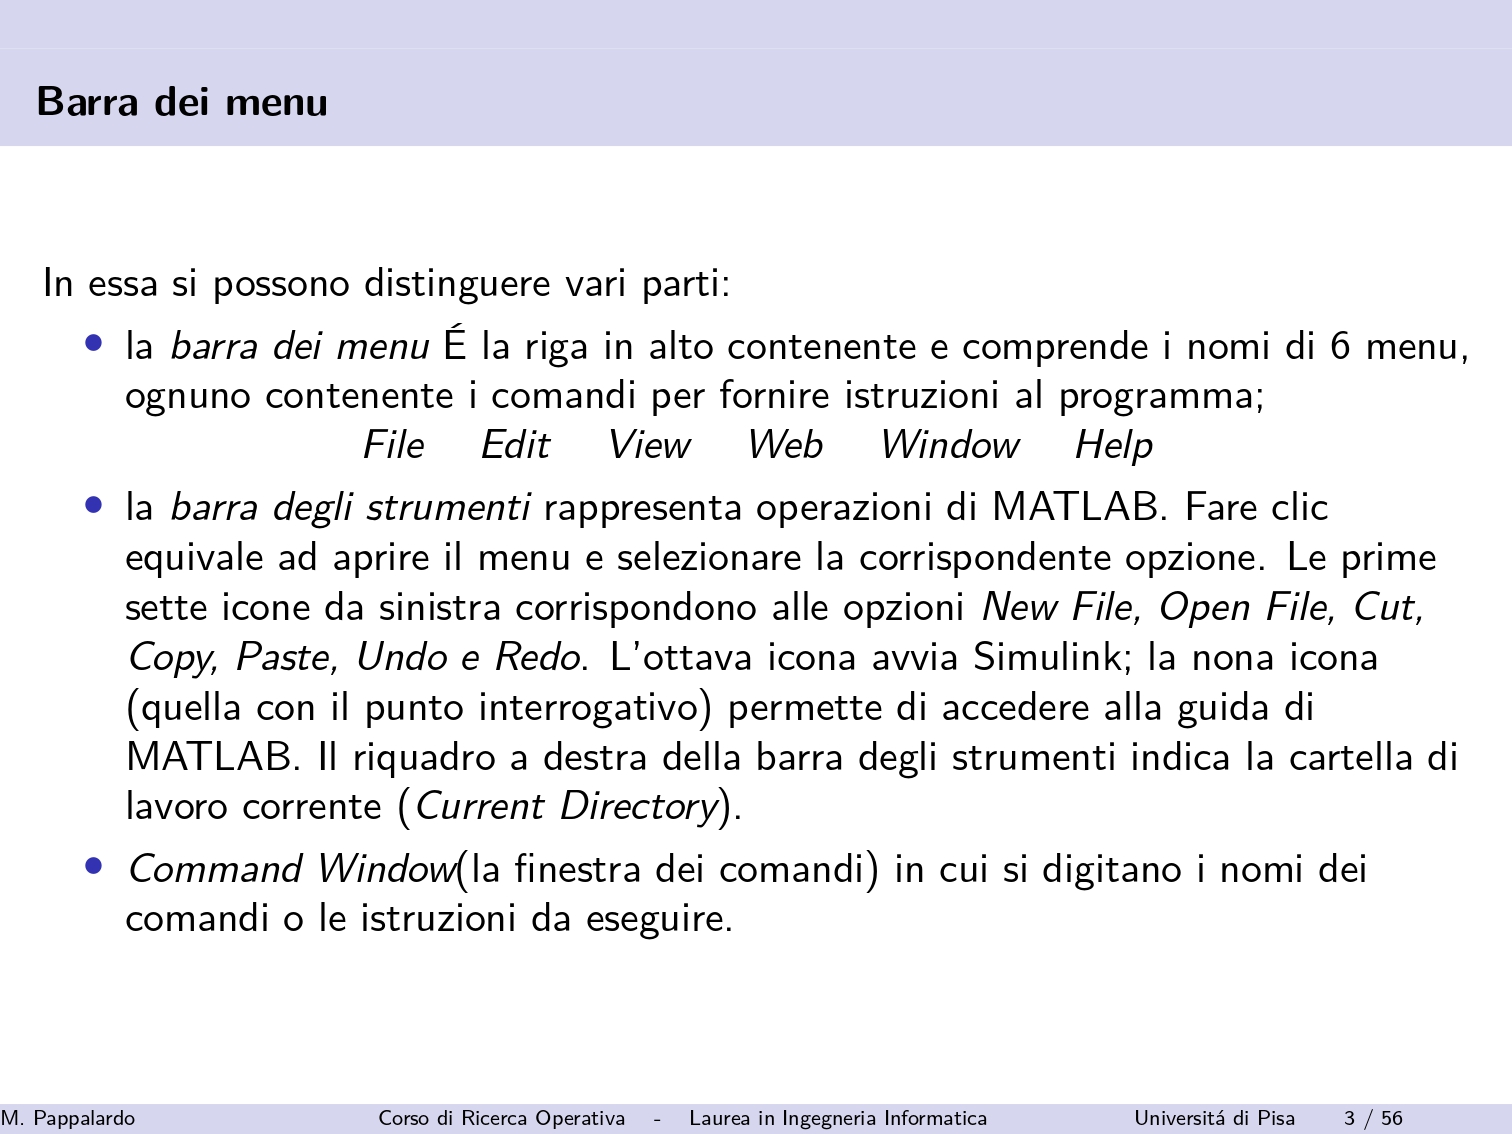 Barra dei menu
In essa si possono distinguere vari parti:
• la barra dei menu É la riga in alto contenente e comprende i nomi di 6 menu,
ognuno contenente i comandi per fornire istruzioni al programma;
File Edit View Web Window Help
• la barra degli strumenti rappresenta operazioni di MATLAB. Fare clic
equivale ad aprire il menu e selezionare la corrispondente opzione. Le prime
sette icone da sinistra corrispondono alle opzioni New File, Open File, Cut,
Copy, Paste, Undo e Redo. L'ottava icona avvia Simulink; la nona icona
(quella con il punto interrogativo) permette di accedere alla guida di
MATLAB. Il riquadro a destra della barra degli strumenti indica la cartella di
lavoro corrente (Current Directory).
• Command Window(la finestra dei comandi) in cui si digitano i nomi dei
comandi o le istruzioni da eseguire.
M. Pappalardo Corso di Ricerca Operativa - Laurea in Ingegneria Informatica Universitá di Pisa 3 / 56